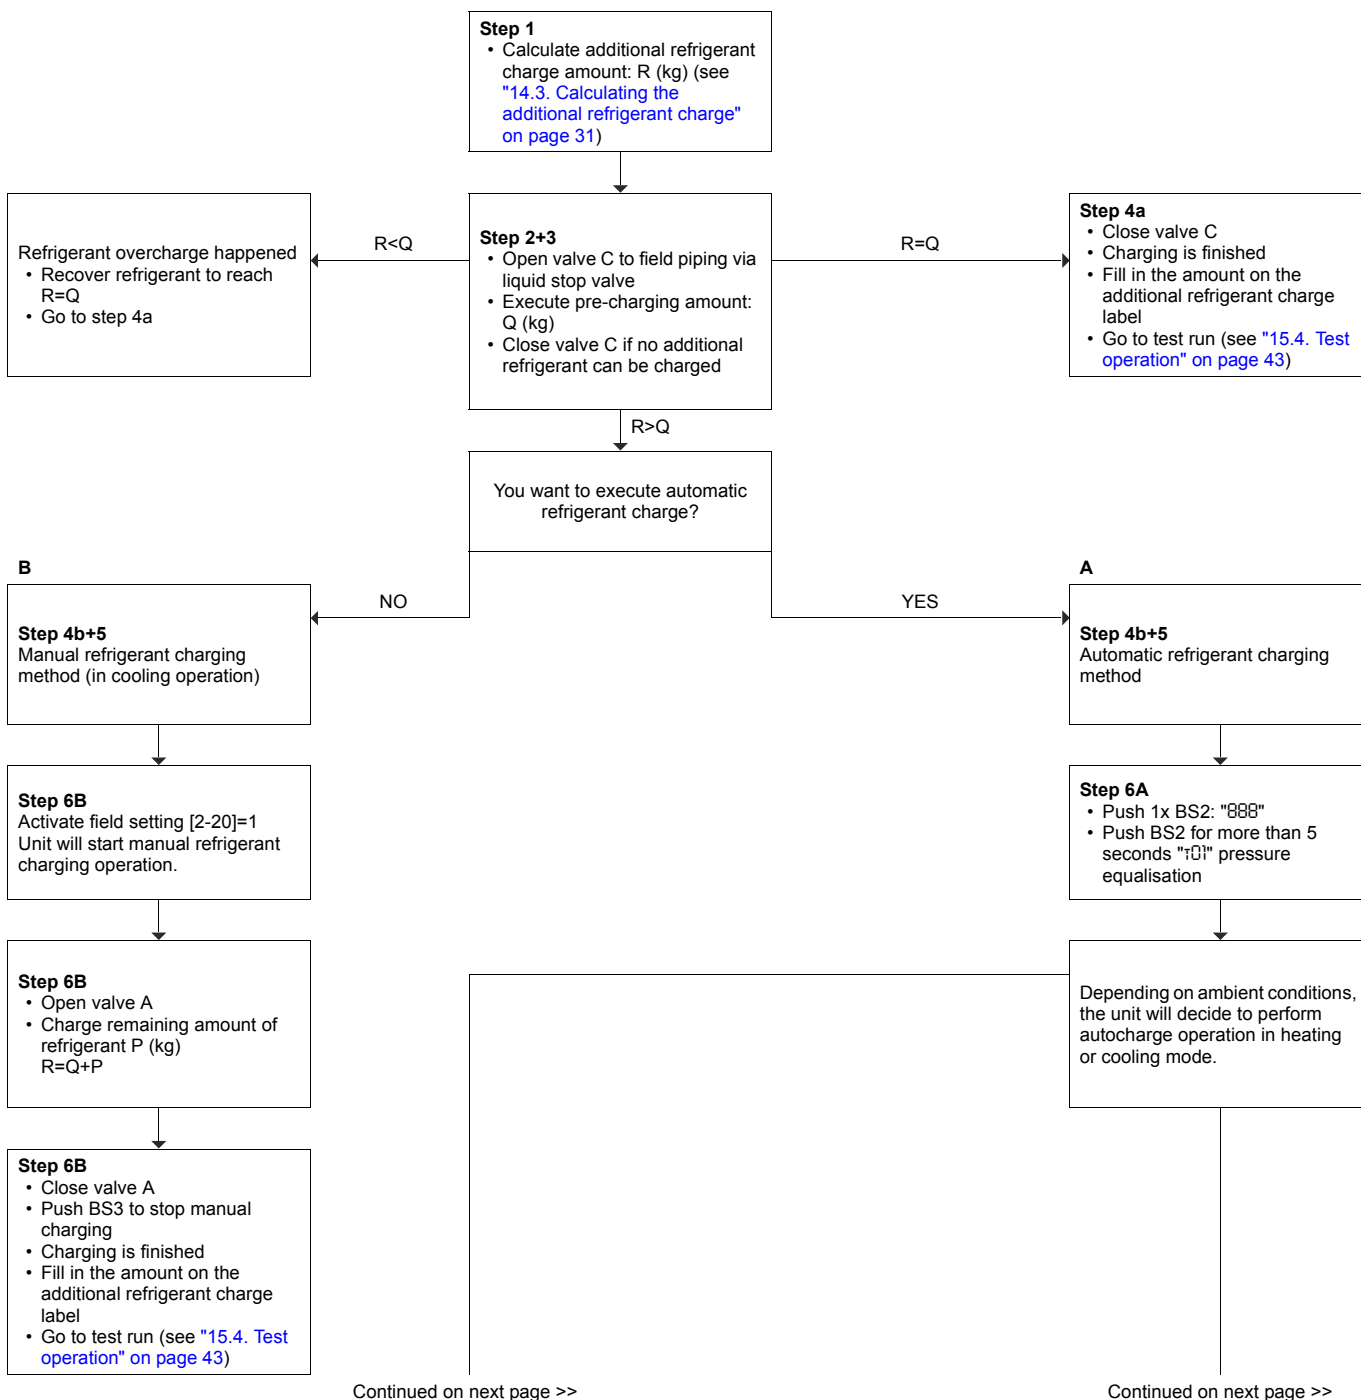 Step 1
• Calculate additional refrigerant
charge amount: R (kg) (see
"14.3. Calculating the
additional refrigerant charge"
on page 31)
Refrigerant overcharge happened
• Recover refrigerant to reach
R=Q
• Go to step 4a
R<Q
Step 2+3
• Open valve C to field piping via
liquid stop valve
• Execute pre-charging amount:
Q (kg)
• Close valve C if no additional
refrigerant can be charged
R=Q
Step 4a
• Close valve C
• Charging is finished
• Fill in the amount on the
additional refrigerant charge
label
• Go to test run (see "15.4. Test
operation" on page 43)
R>Q
You want to execute automatic
refrigerant charge?
B
NO
YES
A
Step 4b+5
Manual refrigerant charging
method (in cooling operation)
Step 4b+5
Automatic refrigerant charging
method
Step 6B
Activate field setting [2-20]=1
Unit will start manual refrigerant
charging operation.
Step 6A
• Push 1x BS2: "888"
• Push BS2 for more than 5
seconds "t01" pressure
equalisation
Step 6B
• Open valve A
• Charge remaining amount of
refrigerant P (kg)
R=Q+P
Depending on ambient conditions,
the unit will decide to perform
autocharge operation in heating
or cooling mode.
Step 6B
• Close valve A
• Push BS3 to stop manual
charging
• Charging is finished
• Fill in the amount on the
additional refrigerant charge
label
• Go to test run (see "15.4. Test
operation" on page 43)
Continued on next page >>
Continued on next page >>